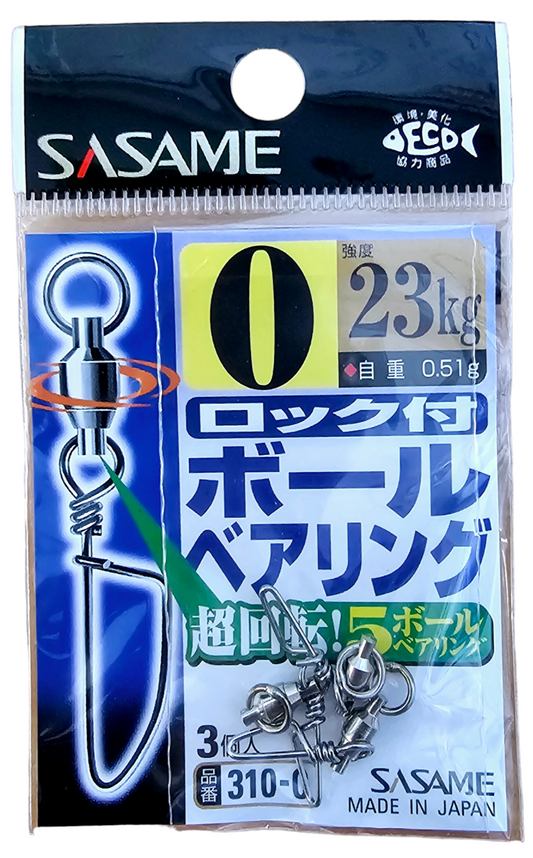 SASAME
環境・美化
DECO
協力商品
0
強度
23kg
◆自重 0.51g
ロック付
ボール
ベアリング
超回転!5ボール
ベアリング
3個入
品番 310-0
SASAME
MADE IN JAPAN